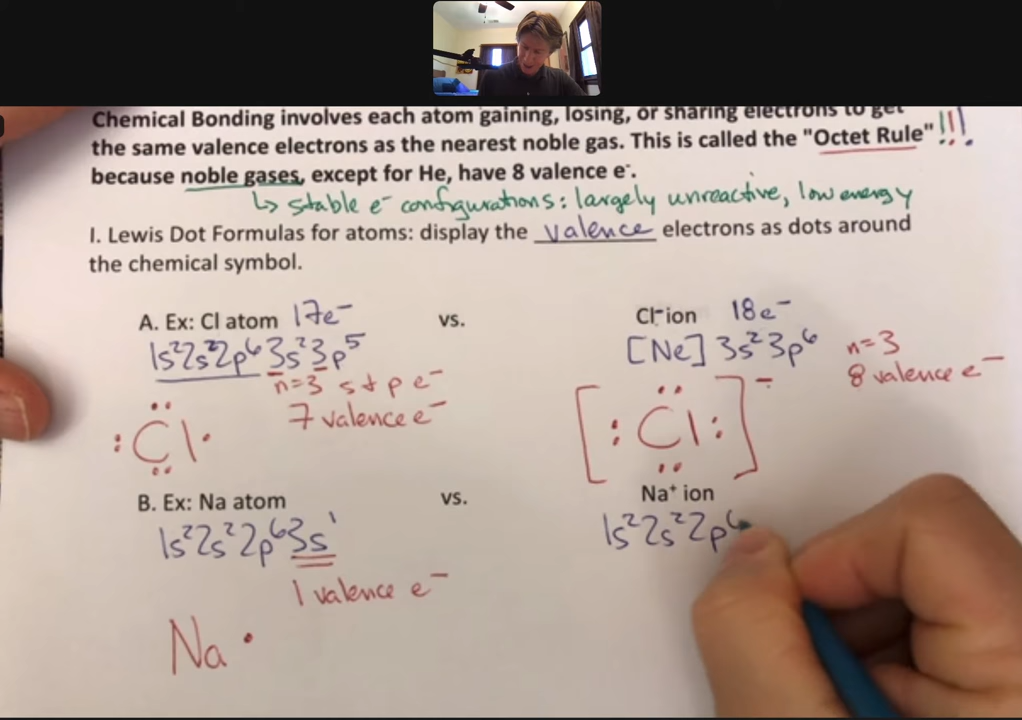 Chemical Bonding involves each atom gaining, losing, or sharing electrons to get
the same valence electrons as the nearest noble gas. This is called the "Octet Rule"!!!
because noble gases, except for He, have 8 valence e⁻.
↳ stable e⁻ configurations: largely unreactive, low energy
I. Lewis Dot Formulas for atoms: display the valence electrons as dots around
the chemical symbol.
A. Ex: Cl atom 17e⁻ vs. Cl⁻ ion 18e⁻
1s²2s²2p⁶3s²3p⁵ [Ne] 3s²3p⁶ n=3
n=3 s + p e⁻ 8 valence e⁻
7 valence e⁻
:Cl· [:Cl:]⁻
B. Ex: Na atom vs. Na⁺ ion
1s²2s²2p⁶3s¹ 1s²2s²2p⁶
1 valence e⁻
Na·